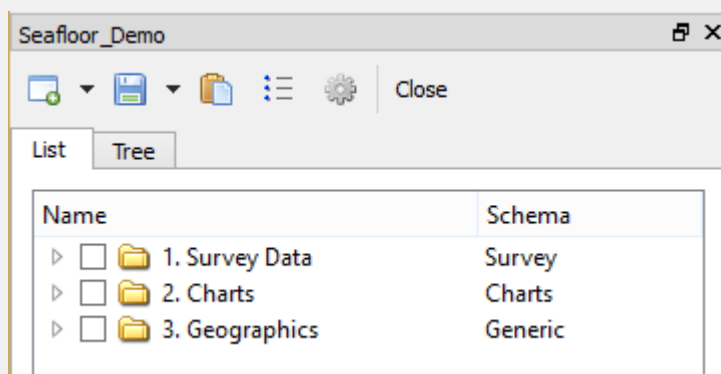 Seafloor_Demo
Close
List Tree
Name Schema
1. Survey Data Survey
2. Charts Charts
3. Geographics Generic